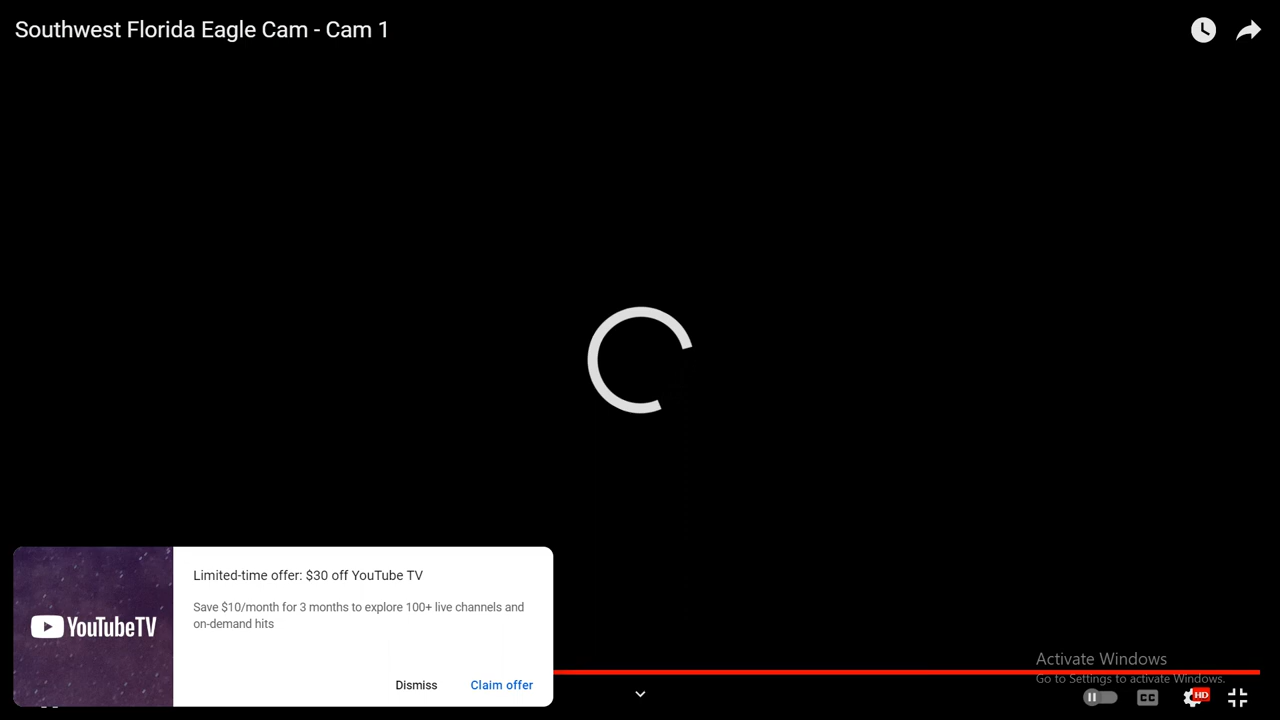 Southwest Florida Eagle Cam - Cam 1
Limited-time offer: $30 off YouTube TV
Save $10/month for 3 months to explore 100+ live channels and
on-demand hits
YouTubeTV
Dismiss
Claim offer
Activate Windows
Go to Settings to activate Windows.
CC
HD